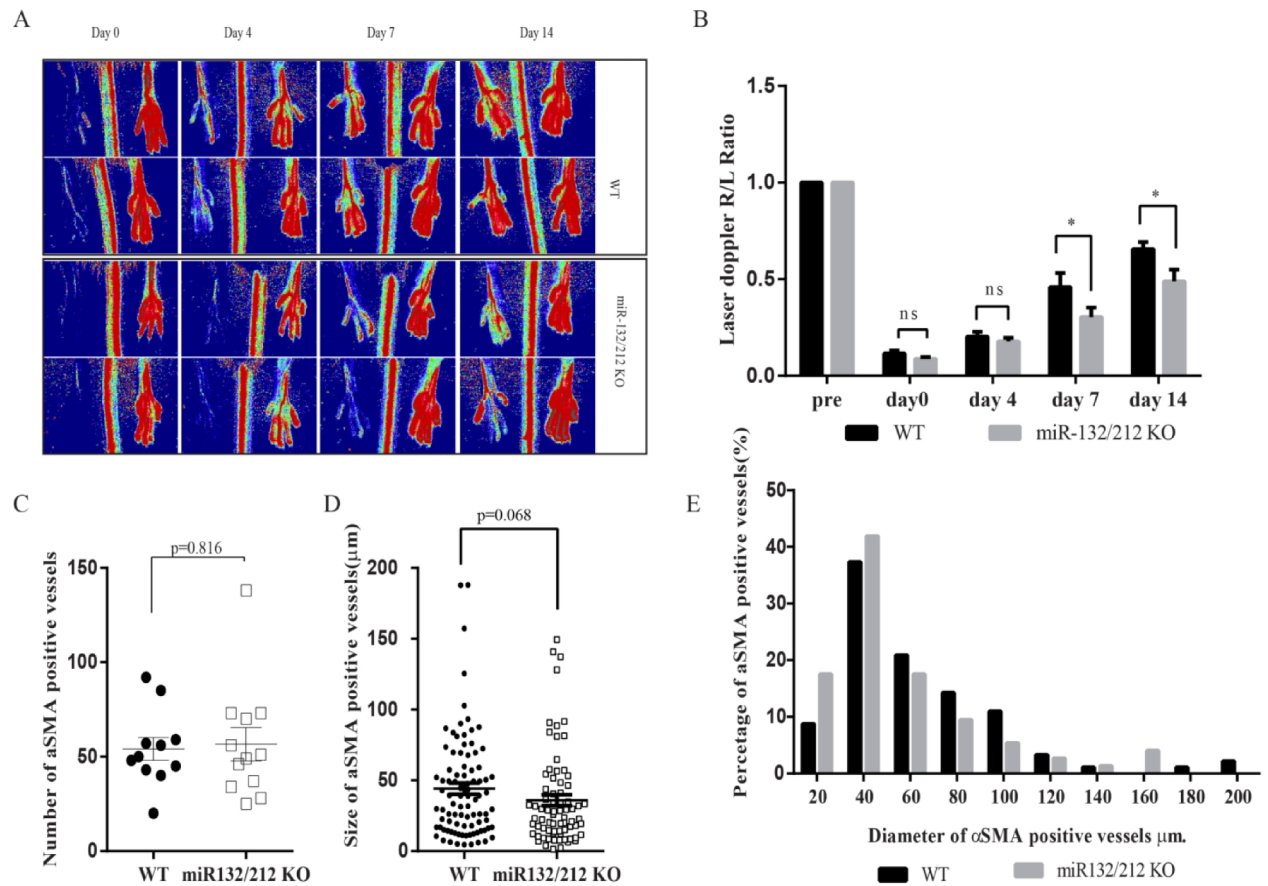 A
Day 0 Day 4 Day 7 Day 14
WT
miR-132/212 KO
B
Laser doppler R/L Ratio
1.5
1.0
0.5
0.0
ns
ns
*
*
pre day0 day 4 day 7 day 14
WT miR-132/212 KO
C
Number of aSMA positive vessels
p=0.816
150
100
50
0
WT miR132/212 KO
D
Size of aSMA positive vessels(μm)
p=0.068
200
150
100
50
0
WT miR132/212 KO
E
Percetage of aSMA positive vessels(%)
50
40
30
20
10
0
20 40 60 80 100 120 140 160 180 200
Diameter of αSMA positive vessels μm.
WT miR132/212 KO